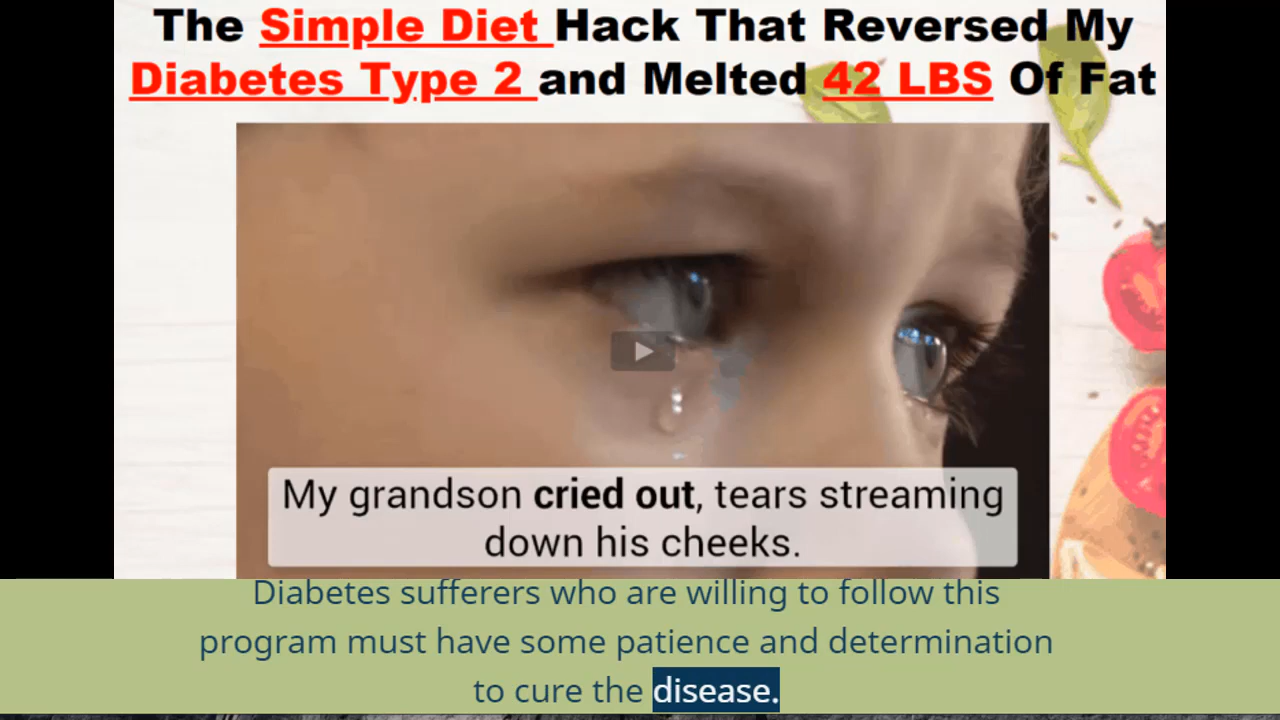 The Simple Diet Hack That Reversed My
Diabetes Type 2 and Melted 42 LBS Of Fat
My grandson cried out, tears streaming
down his cheeks.
Diabetes sufferers who are willing to follow this
program must have some patience and determination
to cure the disease.